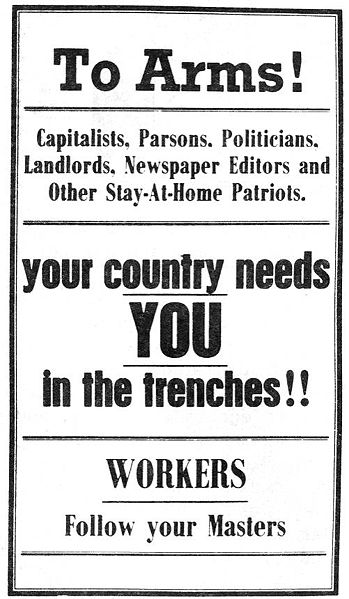 To Arms!
Capitalists, Parsons. Politicians.
Landlords, Newspaper Editors and
Other Stay-At-Home Patriots.
your country needs
YOU
in the trenches!!
WORKERS
Follow your Masters